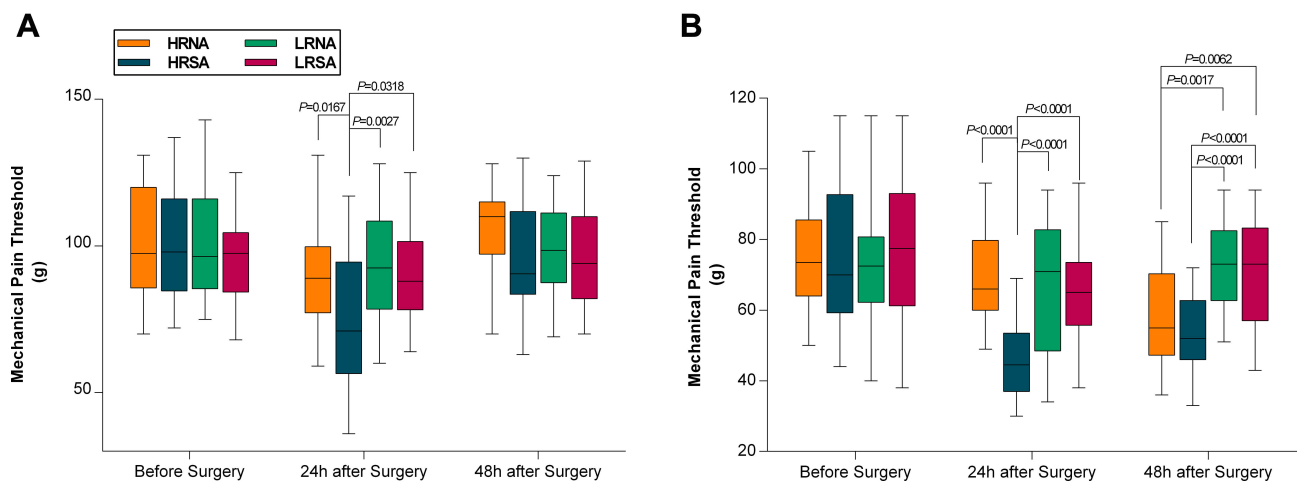 A
HRNA LRNA
HRSA LRSA
P=0.0318
P=0.0167
P=0.0027
150
100
50
Mechanical Pain Threshold
(g)
Before Surgery 24h after Surgery 48h after Surgery
B
P=0.0062
P=0.0017
P<0.0001
P<0.0001
P<0.0001
P<0.0001
P<0.0001
120
100
80
60
40
20
Mechanical Pain Threshold
(g)
Before Surgery 24h after Surgery 48h after Surgery